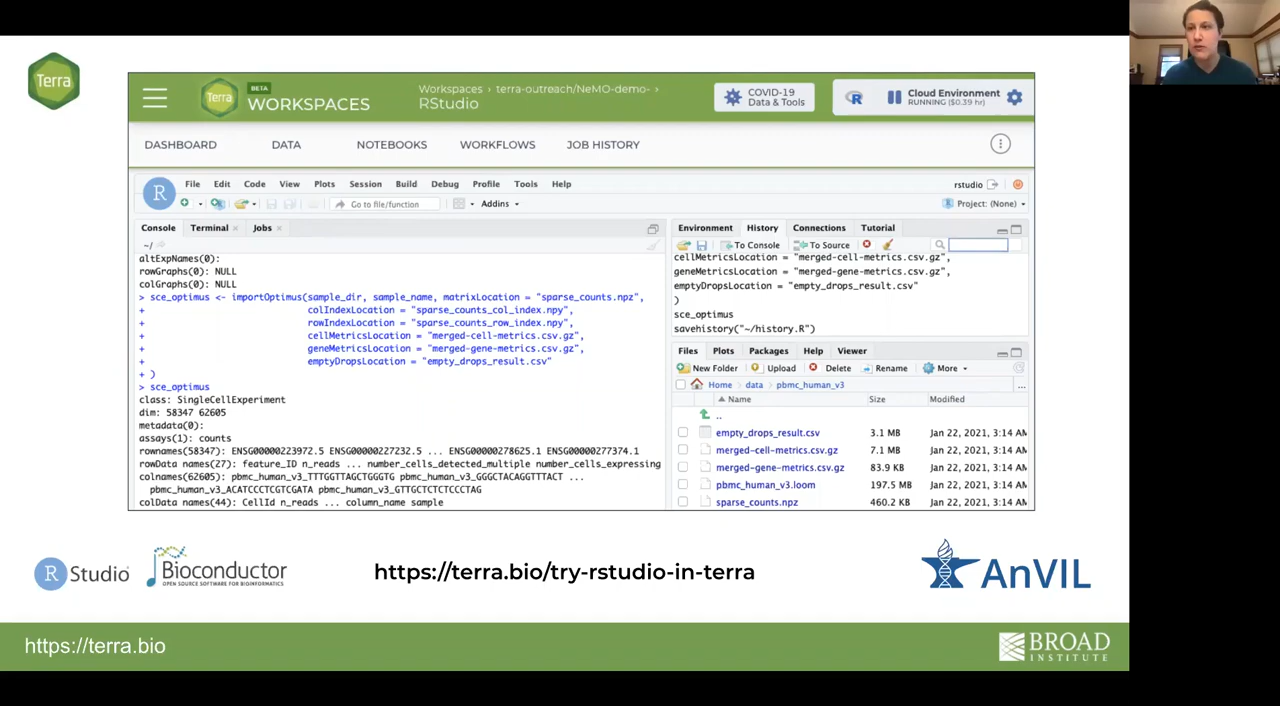 Terra
Terra
BETA
WORKSPACES
Workspaces › terra-outreach/NeMO-demo- ›
RStudio
COVID-19
Data & Tools
R
Cloud Environment
RUNNING ($0.39 hr)
DASHBOARD DATA NOTEBOOKS WORKFLOWS JOB HISTORY
R
File Edit Code View Plots Session Build Debug Profile Tools Help
rstudio
Go to file/function
Addins
Project: (None)
Console Terminal × Jobs ×
~/
altExpNames(0):
rowGraphs(0): NULL
colGraphs(0): NULL
> sce_optimus <- importOptimus(sample_dir, sample_name, matrixLocation = "sparse_counts.npz",
+ colIndexLocation = "sparse_counts_col_index.npy",
+ rowIndexLocation = "sparse_counts_row_index.npy",
+ cellMetricsLocation = "merged-cell-metrics.csv.gz",
+ geneMetricsLocation = "merged-gene-metrics.csv.gz",
+ emptyDropsLocation = "empty_drops_result.csv"
+ )
> sce_optimus
class: SingleCellExperiment
dim: 58347 62605
metadata(0):
assays(1): counts
rownames(58347): ENSG00000223972.5 ENSG00000227232.5 ... ENSG00000278625.1 ENSG00000277374.1
rowData names(27): feature_ID n_reads ... number_cells_detected_multiple number_cells_expressing
colnames(62605): pbmc_human_v3_TTTGGTTAGCTGGGTG pbmc_human_v3_GGGCTACAGGTTTACT ...
pbmc_human_v3_ACATCCCTCGTCGATA pbmc_human_v3_GTTGCTCTCTCCCTAG
colData names(44): CellId n_reads ... column_name sample
Environment History Connections Tutorial
To Console To Source
cellMetricsLocation = "merged-cell-metrics.csv.gz",
geneMetricsLocation = "merged-gene-metrics.csv.gz",
emptyDropsLocation = "empty_drops_result.csv"
)
sce_optimus
savehistory("~/history.R")
Files Plots Packages Help Viewer
New Folder Upload Delete Rename More
Home › data › pbmc_human_v3 ...
Name Size Modified
..
empty_drops_result.csv 3.1 MB Jan 22, 2021, 3:14 AM
merged-cell-metrics.csv.gz 7.1 MB Jan 22, 2021, 3:14 AM
merged-gene-metrics.csv.gz 83.9 KB Jan 22, 2021, 3:14 AM
pbmc_human_v3.loom 197.5 MB Jan 22, 2021, 3:14 AM
sparse_counts.npz 460.2 KB Jan 22, 2021, 3:14 AM
R Studio
Bioconductor
OPEN SOURCE SOFTWARE FOR BIOINFORMATICS
https://terra.bio/try-rstudio-in-terra
AnVIL
https://terra.bio
BROAD
INSTITUTE